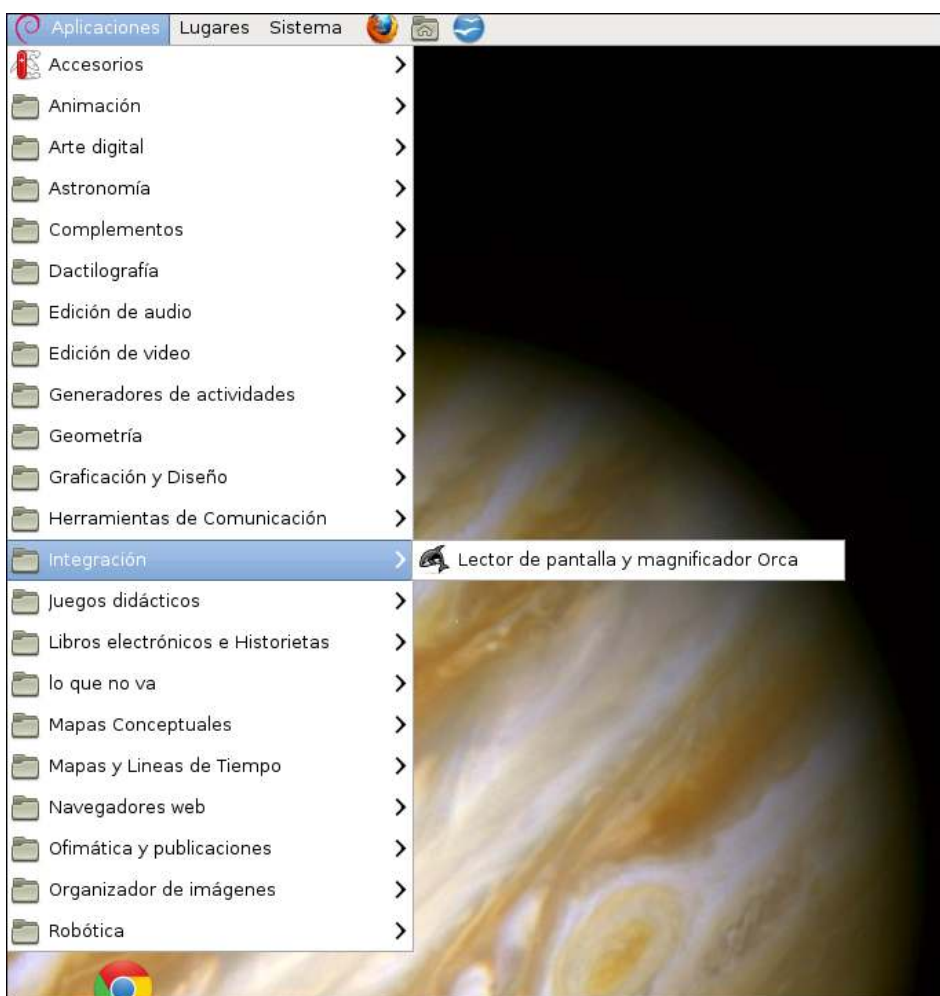 Aplicaciones Lugares Sistema
Accesorios
Animación
Arte digital
Astronomía
Complementos
Dactilografía
Edición de audio
Edición de video
Generadores de actividades
Geometría
Graficación y Diseño
Herramientas de Comunicación
Integración Lector de pantalla y magnificador Orca
Juegos didácticos
Libros electrónicos e Historietas
lo que no va
Mapas Conceptuales
Mapas y Lineas de Tiempo
Navegadores web
Ofimática y publicaciones
Organizador de imágenes
Robótica